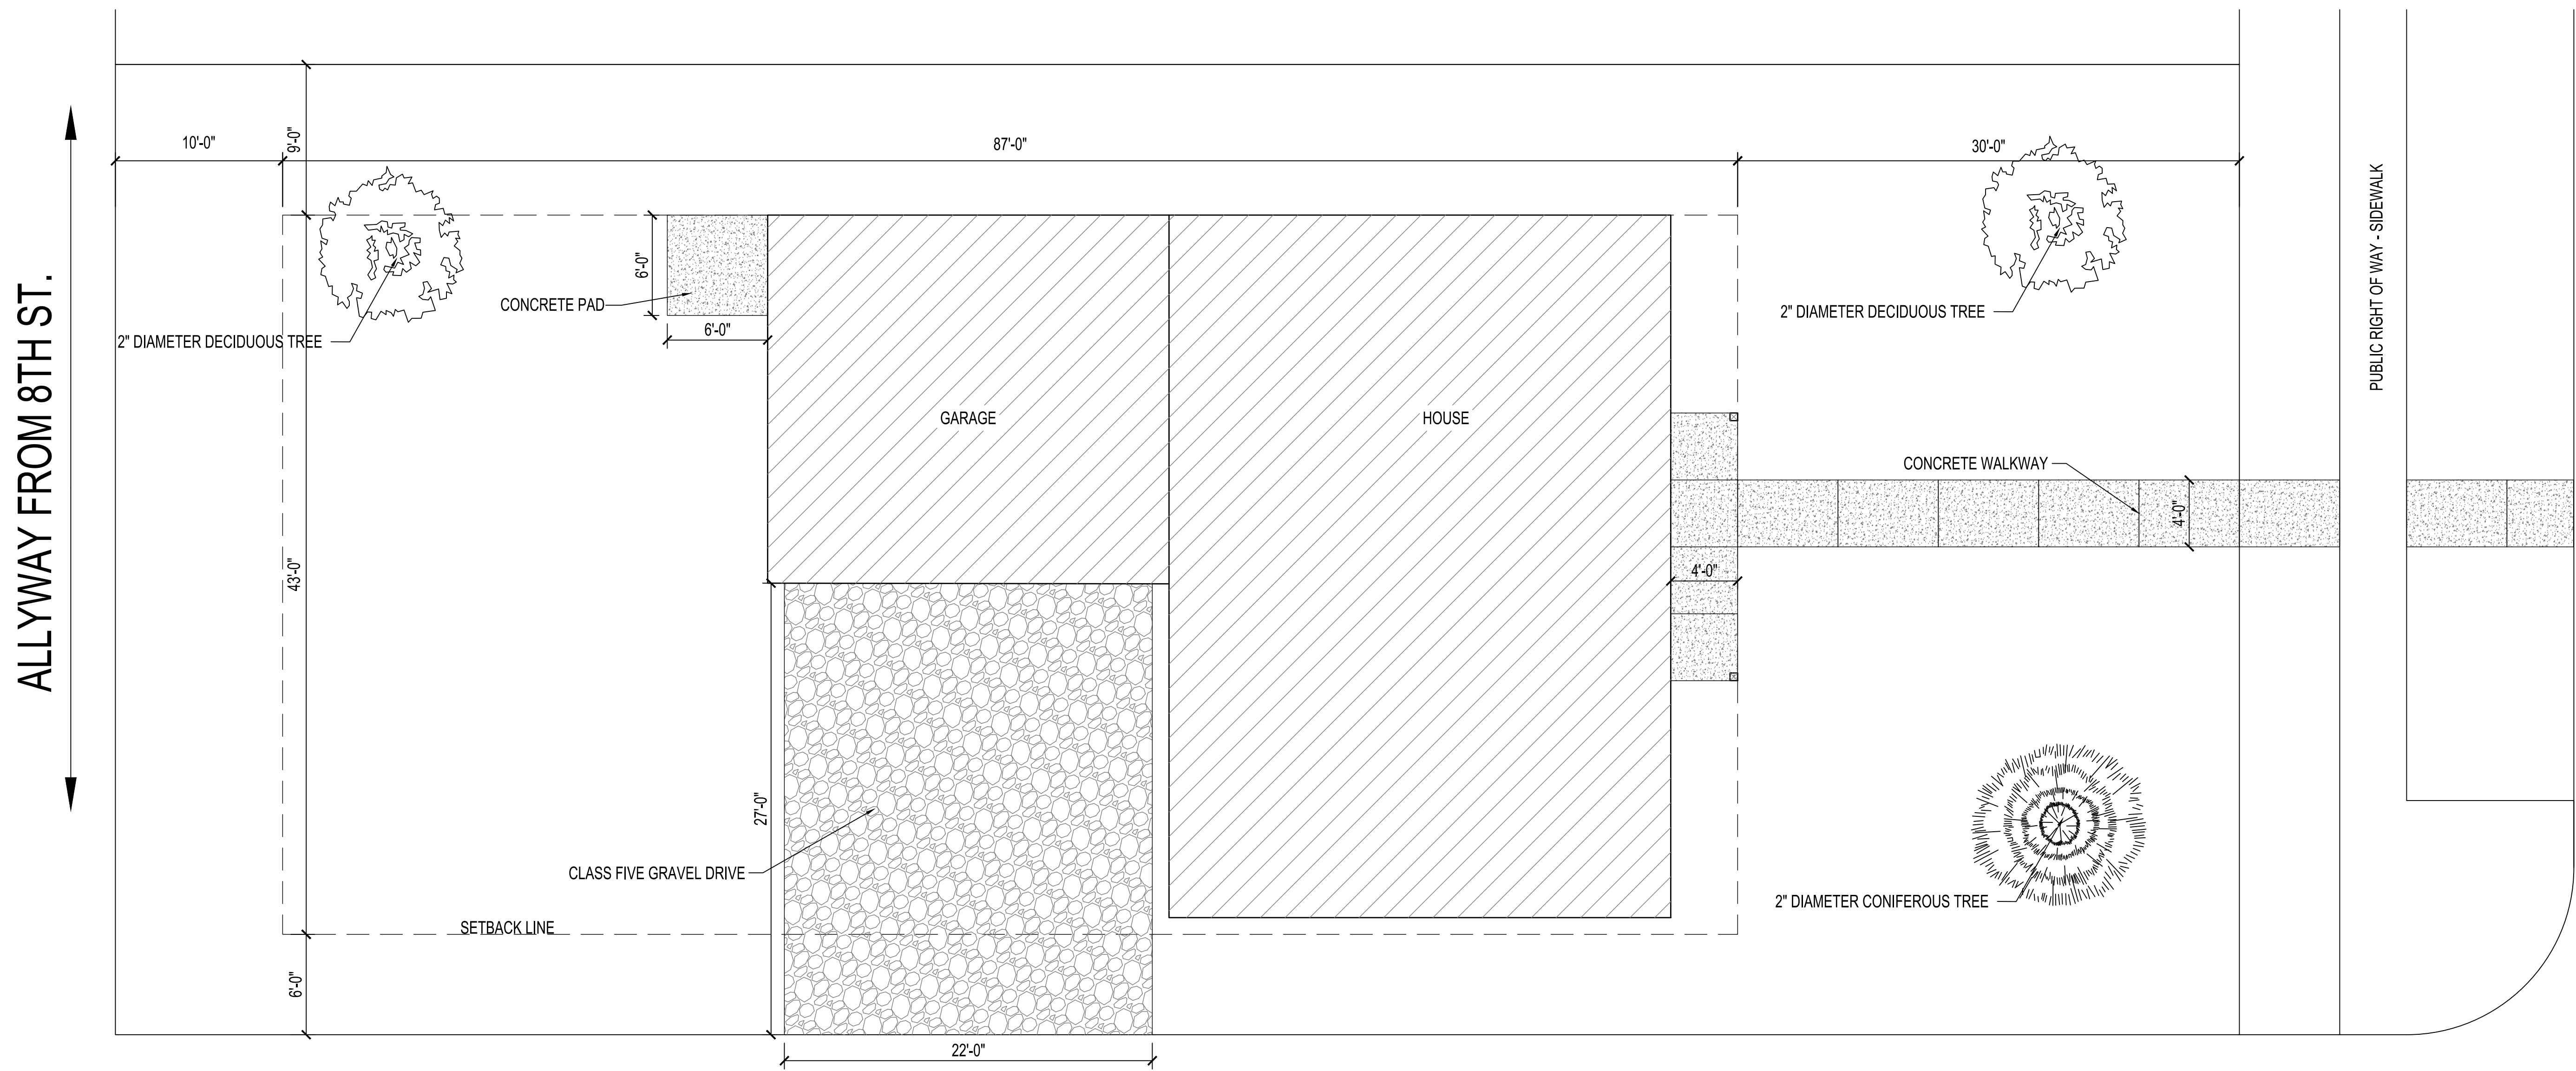 ALLYWAY FROM 8TH ST.
10'-0"
9'-0"
87'-0"
30'-0"
PUBLIC RIGHT OF WAY - SIDEWALK
6'-0"
CONCRETE PAD
6'-0"
2" DIAMETER DECIDUOUS TREE
2" DIAMETER DECIDUOUS TREE
GARAGE
HOUSE
CONCRETE WALKWAY
4'-0"
43'-0"
4'-0"
27'-0"
CLASS FIVE GRAVEL DRIVE
2" DIAMETER CONIFEROUS TREE
SETBACK LINE
6'-0"
22'-0"